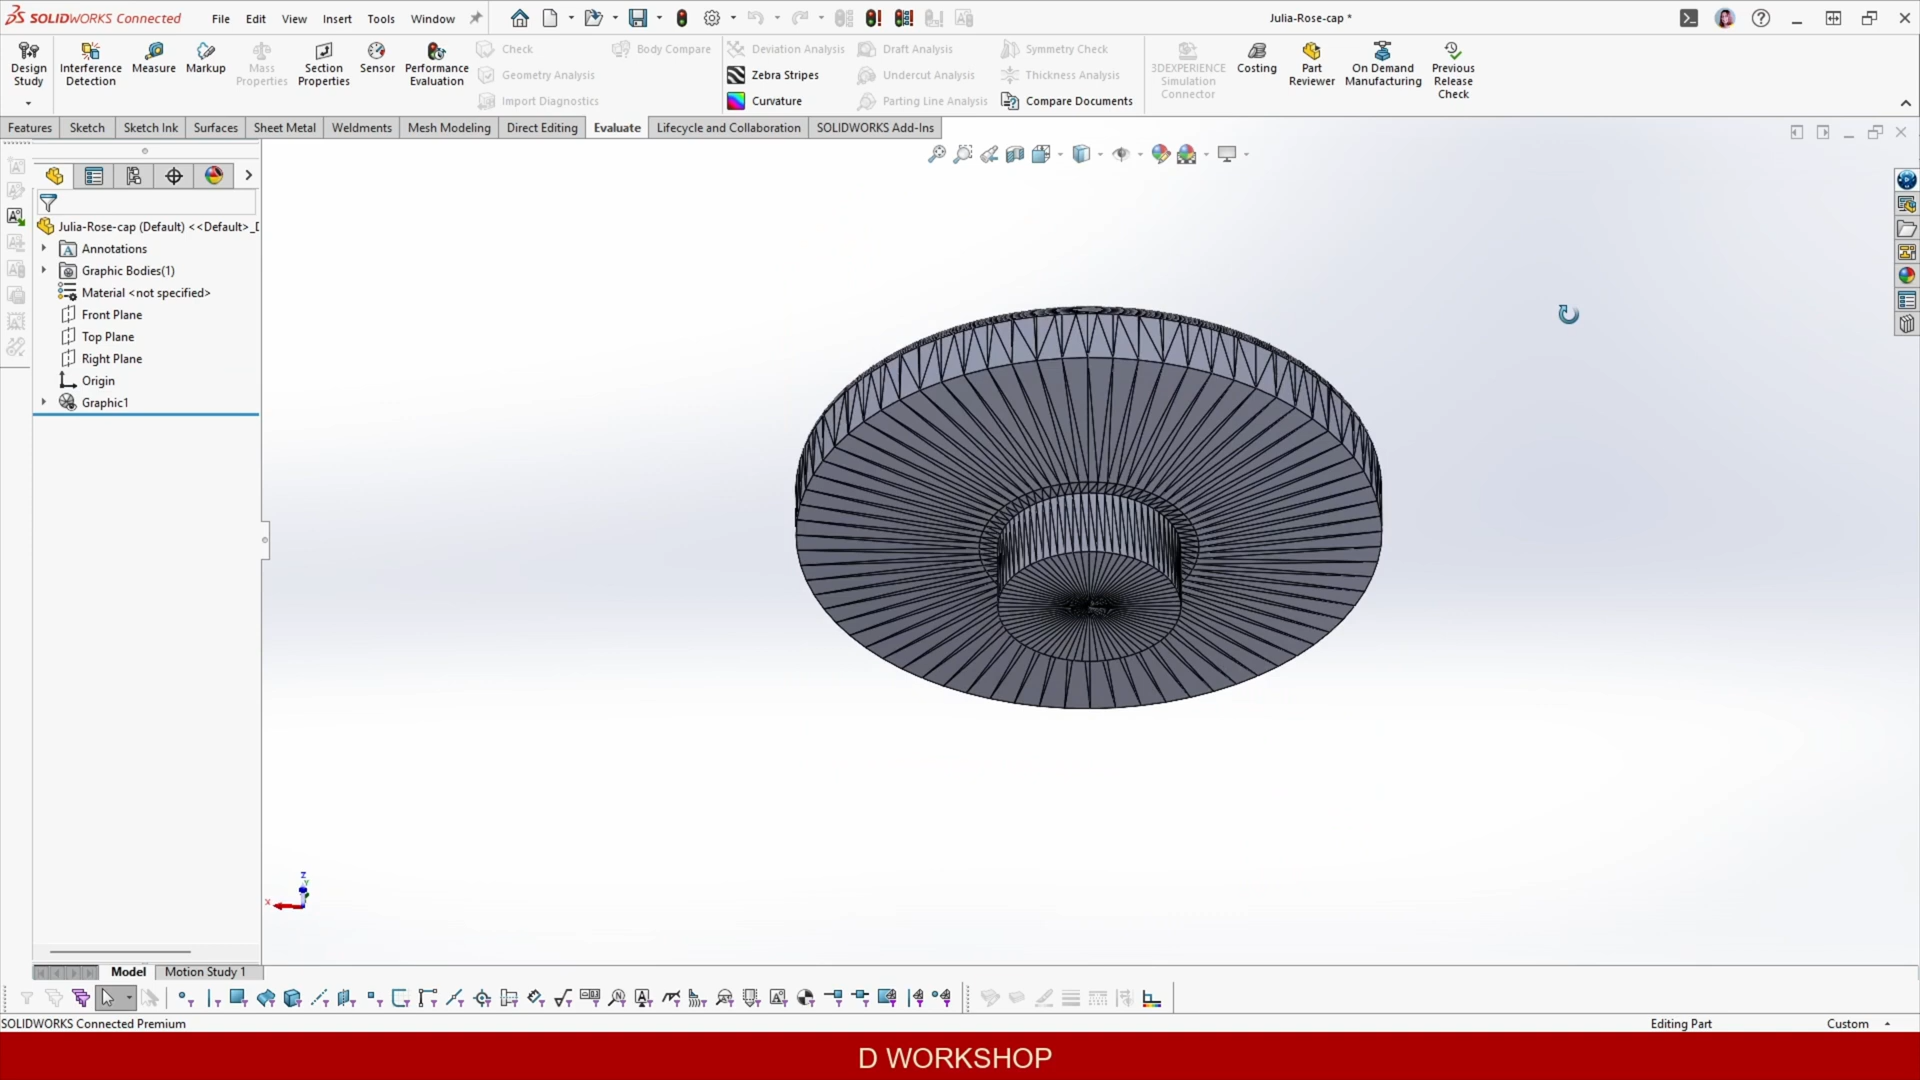 SOLIDWORKS Connected File Edit View Insert Tools Window Julia-Rose-cap *
Design Study
Interference Detection
Measure
Markup
Mass Properties
Section Properties
Sensor
Performance Evaluation
Check
Geometry Analysis
Import Diagnostics
Body Compare
Deviation Analysis
Zebra Stripes
Curvature
Draft Analysis
Undercut Analysis
Parting Line Analysis
Symmetry Check
Thickness Analysis
Compare Documents
3DEXPERIENCE Simulation Connector
Costing
Part Reviewer
On Demand Manufacturing
Previous Release Check
Features Sketch Sketch Ink Surfaces Sheet Metal Weldments Mesh Modeling Direct Editing Evaluate Lifecycle and Collaboration SOLIDWORKS Add-Ins
Julia-Rose-cap (Default) <<Default>_D
Annotations
Graphic Bodies(1)
Material <not specified>
Front Plane
Top Plane
Right Plane
Origin
Graphic1
Z
Y
X
Model Motion Study 1
SOLIDWORKS Connected Premium Editing Part Custom
D WORKSHOP